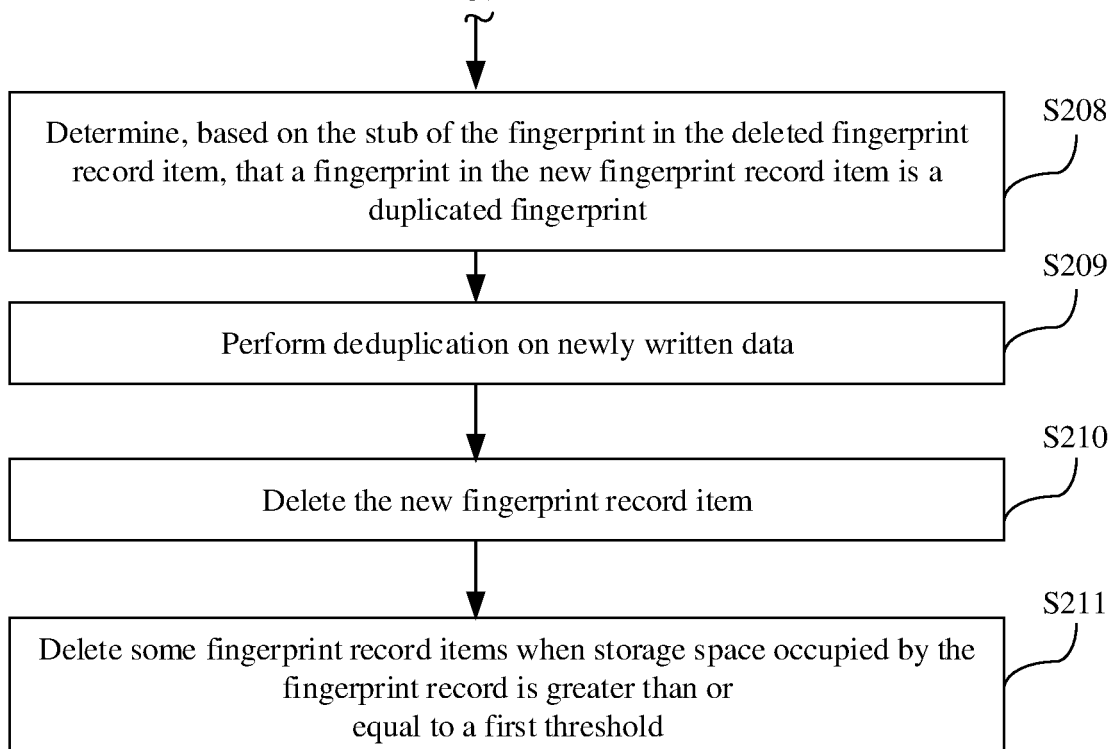 Determine, based on the stub of the fingerprint in the deleted fingerprint
record item, that a fingerprint in the new fingerprint record item is a
duplicated fingerprint
S208
Perform deduplication on newly written data
S209
Delete the new fingerprint record item
S210
Delete some fingerprint record items when storage space occupied by the
fingerprint record is greater than or
equal to a first threshold
S211